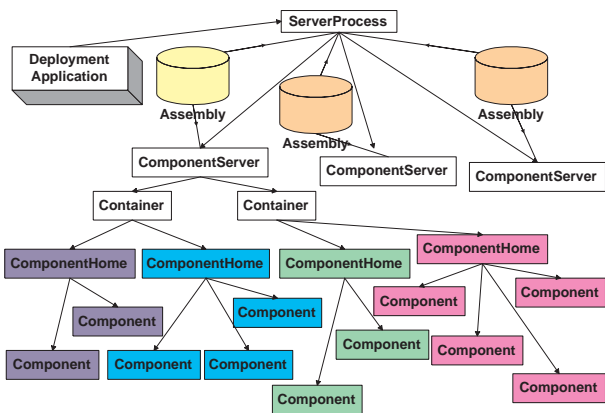 ServerProcess
Deployment
Application
Assembly
Assembly
Assembly
ComponentServer
ComponentServer
ComponentServer
Container
Container
ComponentHome
ComponentHome
ComponentHome
ComponentHome
Component
Component
Component
Component
Component
Component
Component
Component
Component
Component
Component
Component